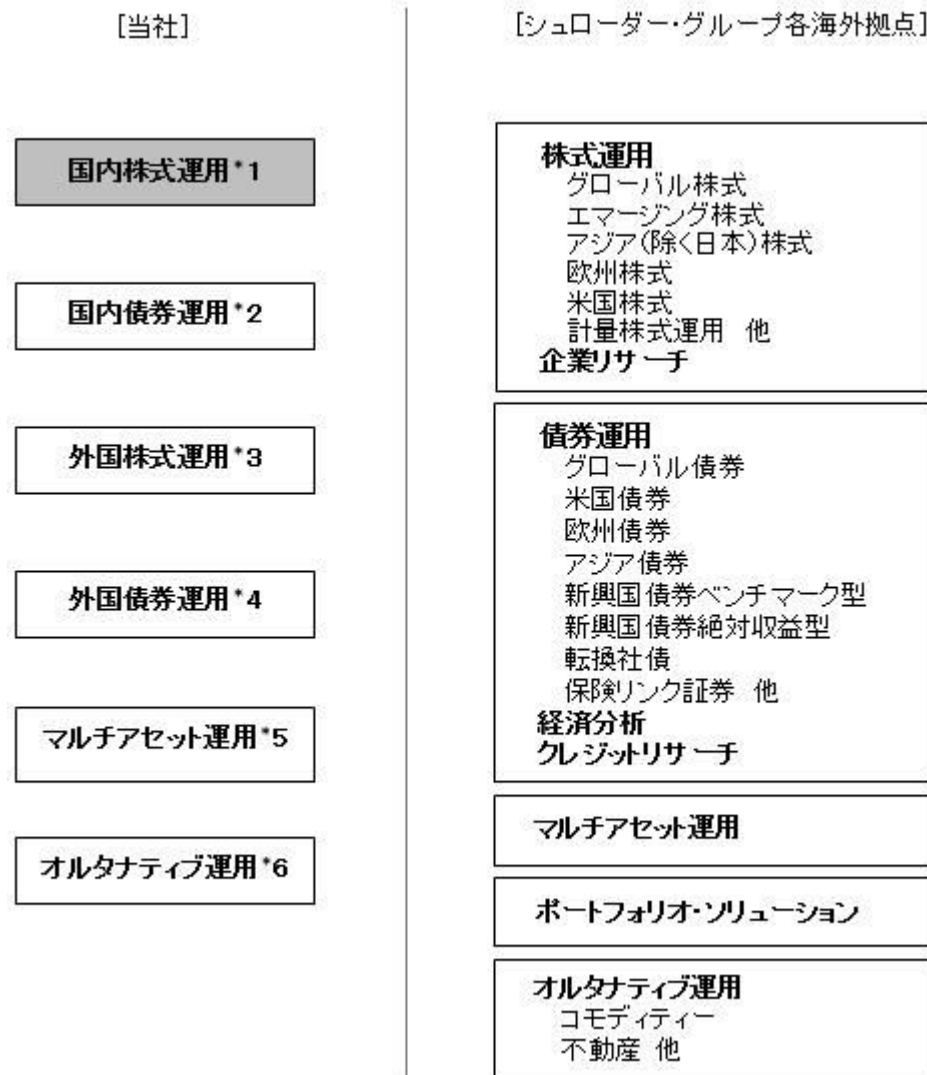 [当社]
国内株式運用*1
国内債券運用*2
外国株式運用*3
外国債券運用*4
マルチアセット運用*5
オルタナティブ運用*6
[シュローダー・グループ各海外拠点]
株式運用
グローバル株式
エマージング株式
アジア(除く日本)株式
欧州株式
米国株式
計量株式運用 他
企業リサーチ
債券運用
グローバル債券
米国債券
欧州債券
アジア債券
新興国債券ベンチマーク型
新興国債券絶対収益型
転換社債
保険リンク証券 他
経済分析
クレジットリサーチ
マルチアセット運用
ポートフォリオ・ソリューション
オルタナティブ運用
コモディティー
不動産 他